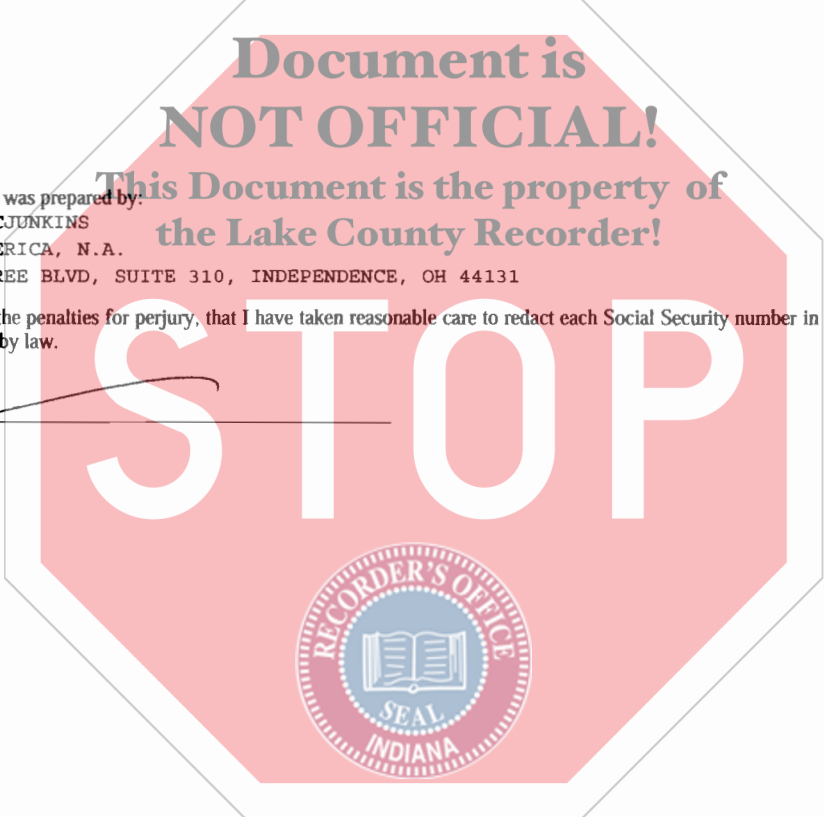 Document is
NOT OFFICIAL!
This Document is the property of
the Lake County Recorder!
was prepared by:
CJUNKINS
ERICA, N.A.
REE BLVD, SUITE 310, INDEPENDENCE, OH 44131
the penalties for perjury, that I have taken reasonable care to redact each Social Security number in
by law.
STOP
RECORDER'S OFFICE
SEAL
INDIANA